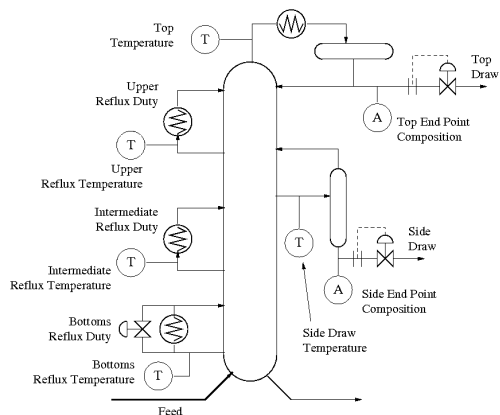 Top
Temperature
T
Top
Draw
A
Top End Point
Composition
Upper
Reflux Duty
T
Upper
Reflux Temperature
Intermediate
Reflux Duty
T
Intermediate
Reflux Temperature
T
Side
Draw
A
Side End Point
Composition
Side Draw
Temperature
Bottoms
Reflux Duty
Bottoms
Reflux Temperature
T
Feed